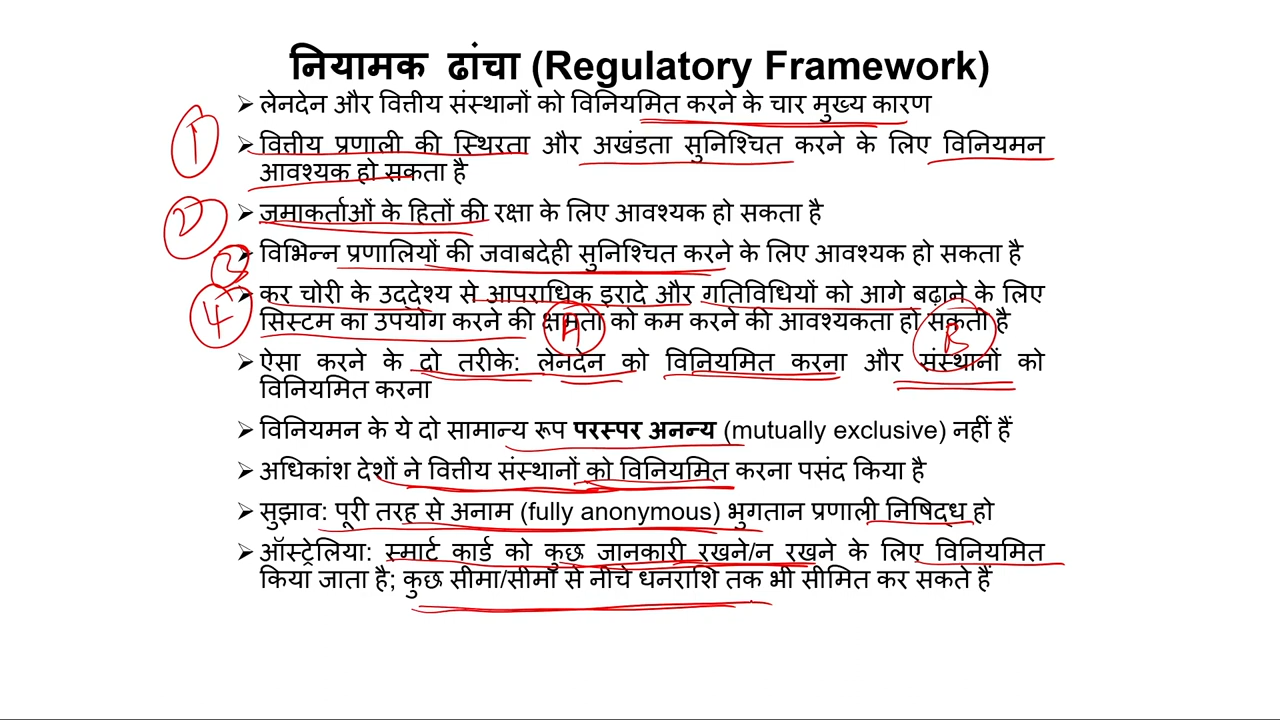 नियामक ढांचा (Regulatory Framework)
➢ लेनदेन और वित्तीय संस्थानों को विनियमित करने के चार मुख्य कारण
1 ➢ वित्तीय प्रणाली की स्थिरता और अखंडता सुनिश्चित करने के लिए विनियमन
आवश्यक हो सकता है
2 ➢ जमाकर्ताओं के हितों की रक्षा के लिए आवश्यक हो सकता है
3 ➢ विभिन्न प्रणालियों की जवाबदेही सुनिश्चित करने के लिए आवश्यक हो सकता है
4 ➢ कर चोरी के उद्देश्य से आपराधिक इरादे और गतिविधियों को आगे बढ़ाने के लिए
सिस्टम का उपयोग करने की क्षमता को कम करने की आवश्यकता हो सकती है
A B
➢ ऐसा करने के दो तरीके: लेनदेन को विनियमित करना और संस्थानों को
विनियमित करना
➢ विनियमन के ये दो सामान्य रूप परस्पर अनन्य (mutually exclusive) नहीं हैं
➢ अधिकांश देशों ने वित्तीय संस्थानों को विनियमित करना पसंद किया है
➢ सुझाव: पूरी तरह से अनाम (fully anonymous) भुगतान प्रणाली निषिद्ध हो
➢ ऑस्ट्रेलिया: स्मार्ट कार्ड को कुछ जानकारी रखने/न रखने के लिए विनियमित
किया जाता है; कुछ सीमा/सीमा से नीचे धनराशि तक भी सीमित कर सकते हैं